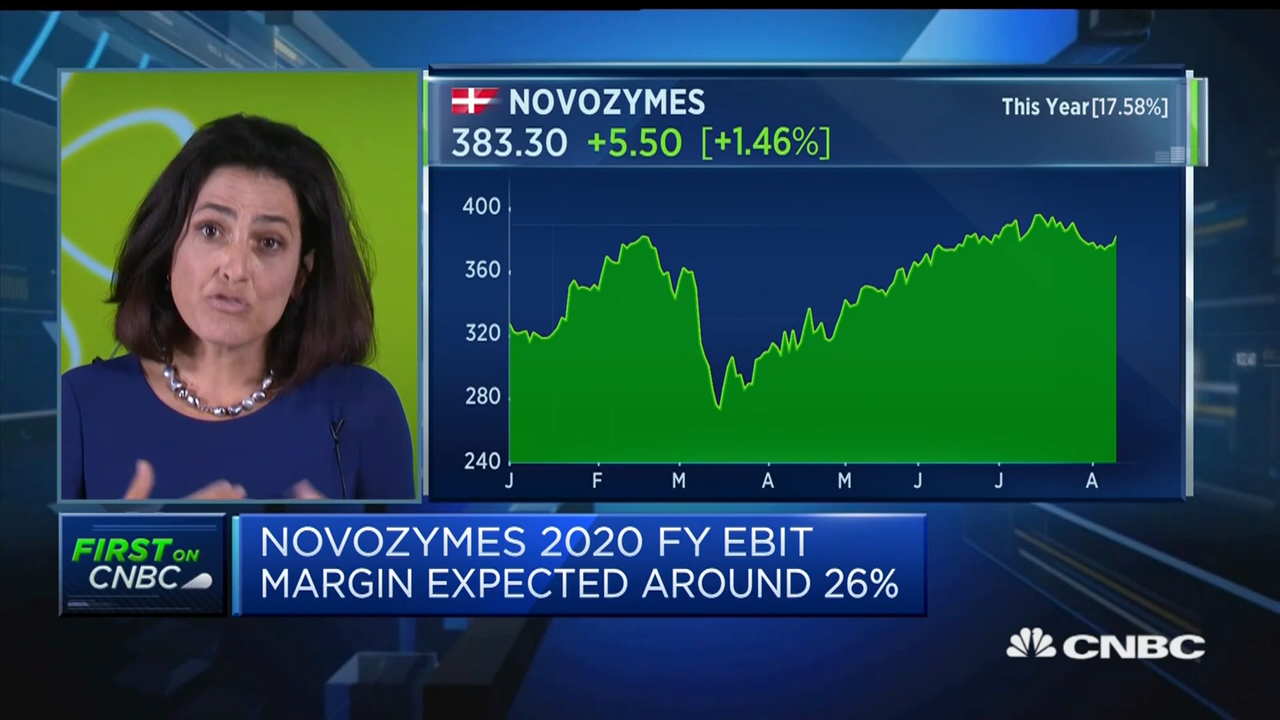 NOVOZYMES
This Year[17.58%]
383.30 +5.50 [+1.46%]
400
360
320
280
240
J F M A M J J A
FIRST ON
CNBC
NOVOZYMES 2020 FY EBIT
MARGIN EXPECTED AROUND 26%
CNBC